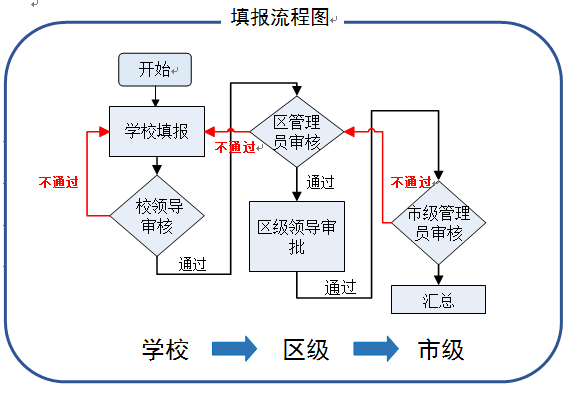 填报流程图
开始
学校填报
不通过
校领导
审核
通过
区管理
员审核
不通过
通过
区级领导审
批
通过
不通过
市级管理
员审核
汇总
学校
区级
市级